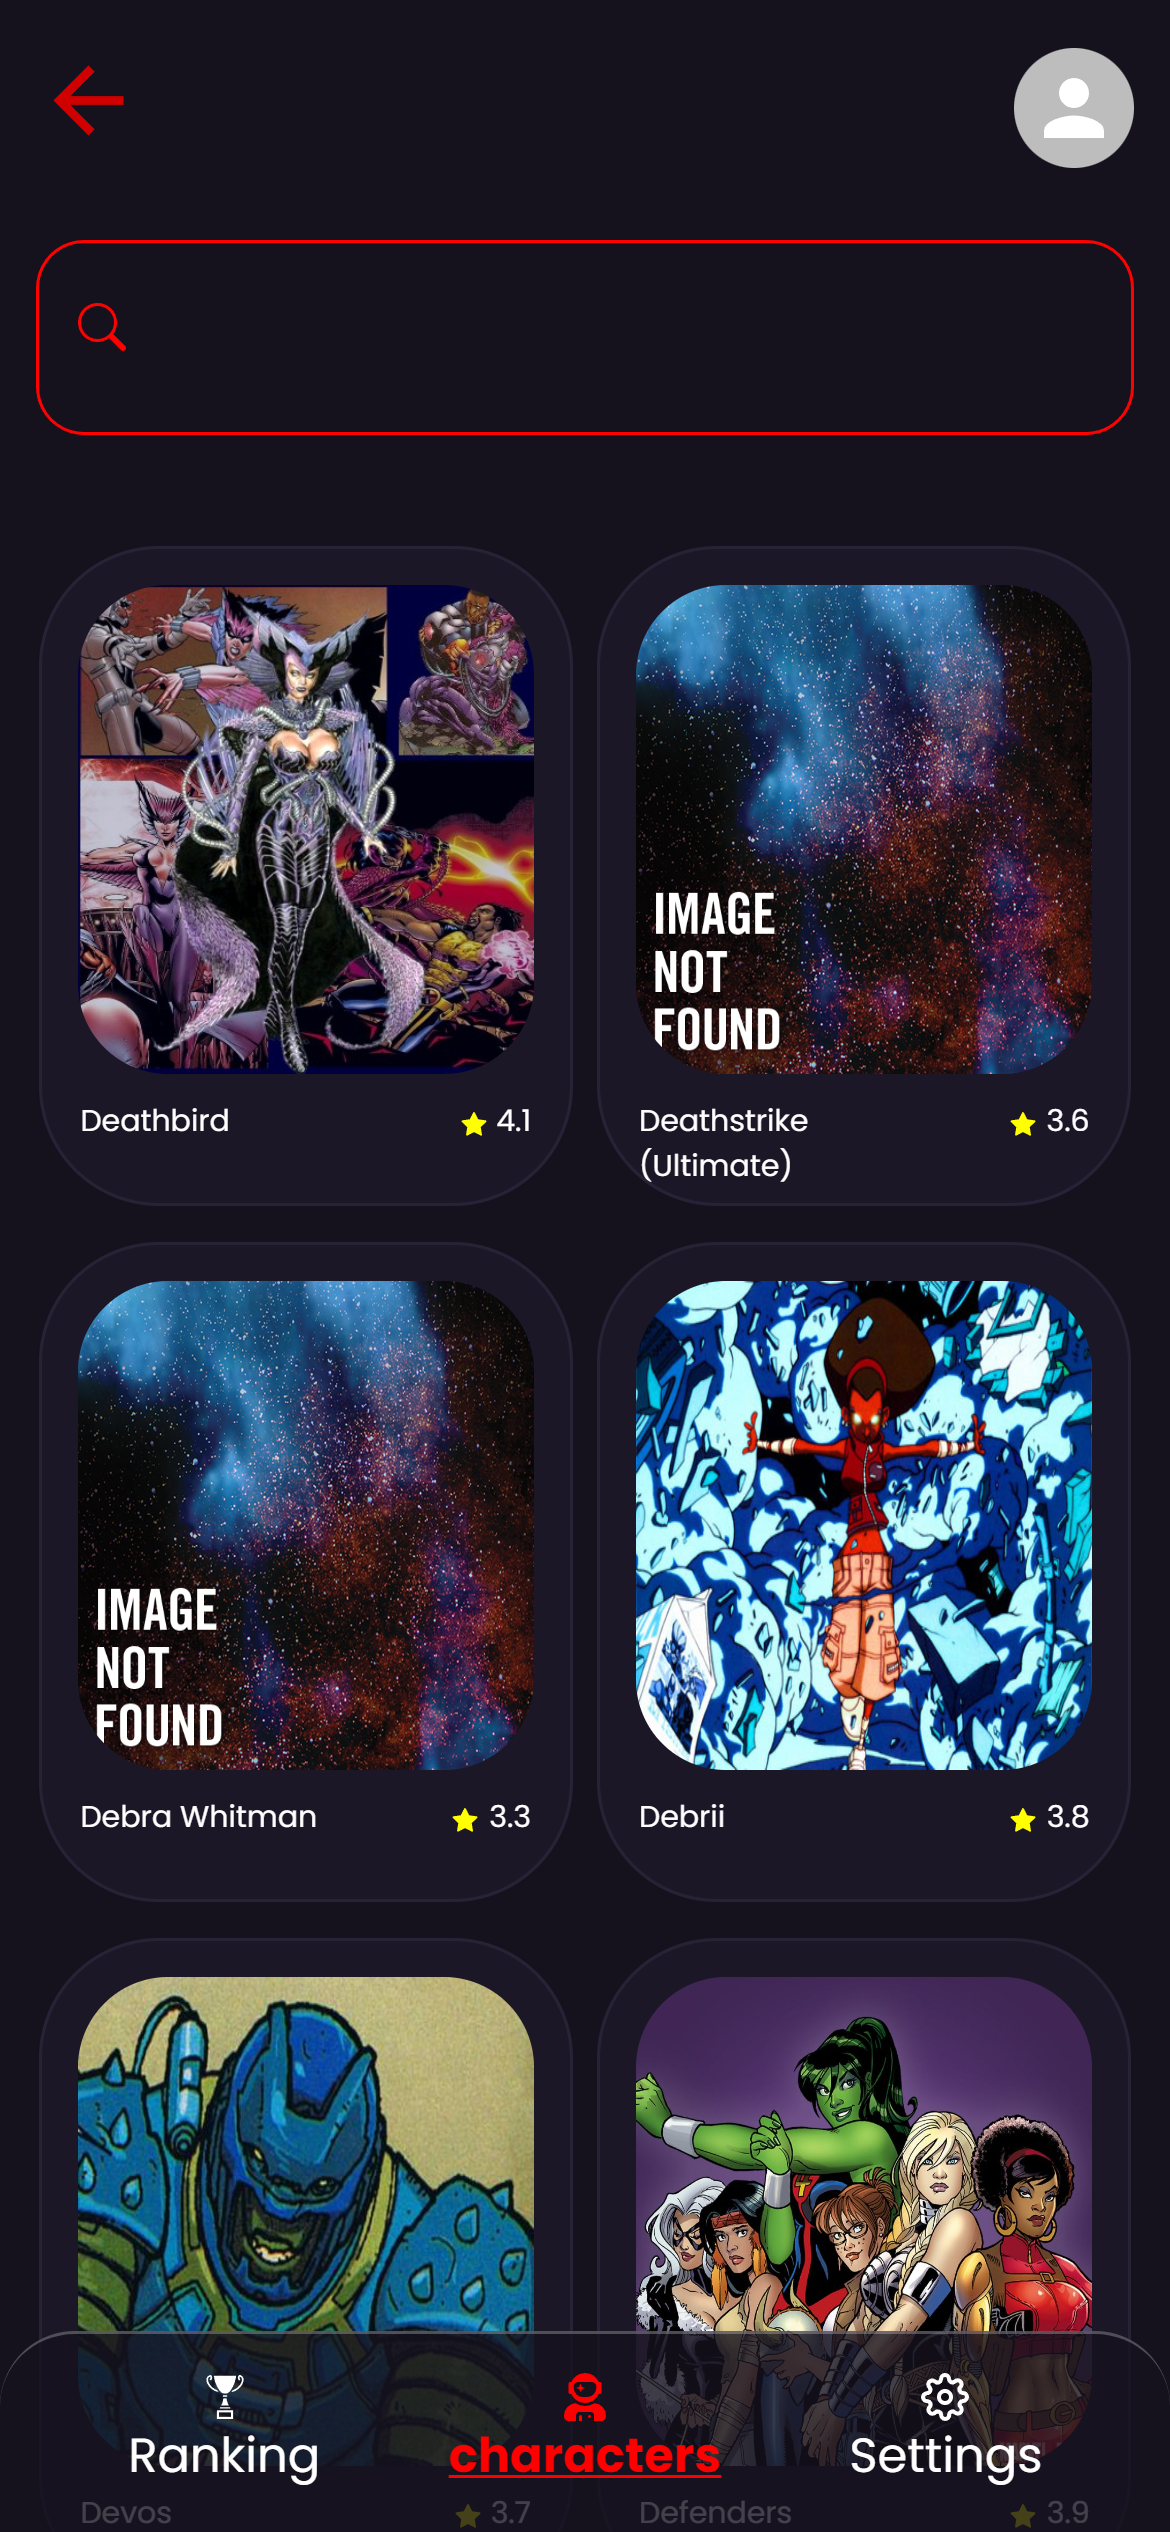 IMAGE
NOT
FOUND
Deathbird 4.1
Deathstrike 3.6
(Ultimate)
IMAGE
NOT
FOUND
Debra Whitman 3.3
Debrii 3.8
Ranking
characters
Settings
Devos 3.7
Defenders 3.9